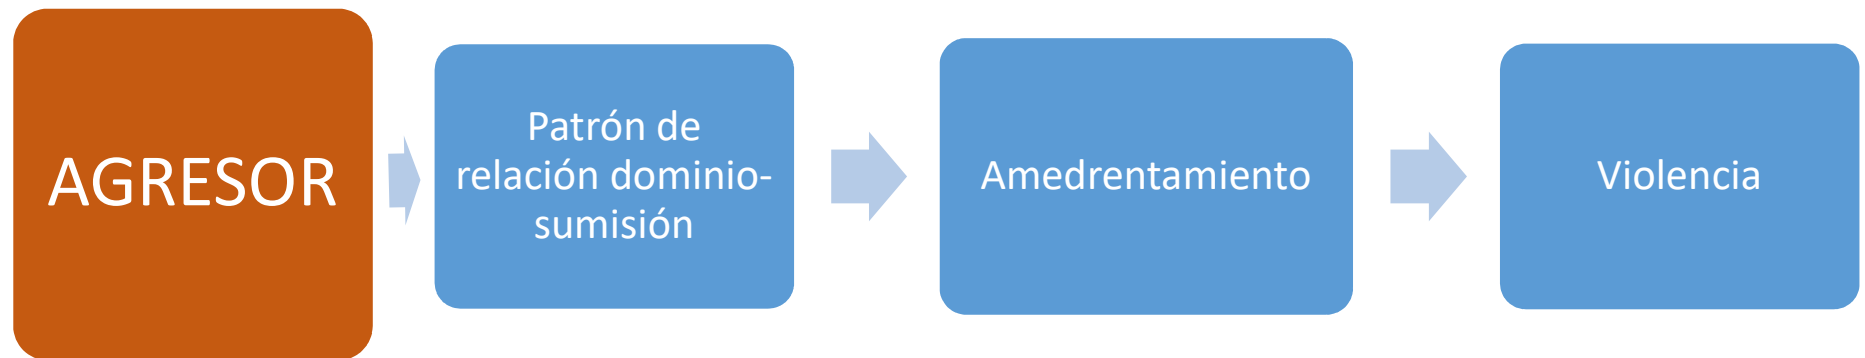 AGRESOR
Patrón de
relación dominio-
sumisión
Amedrentamiento
Violencia